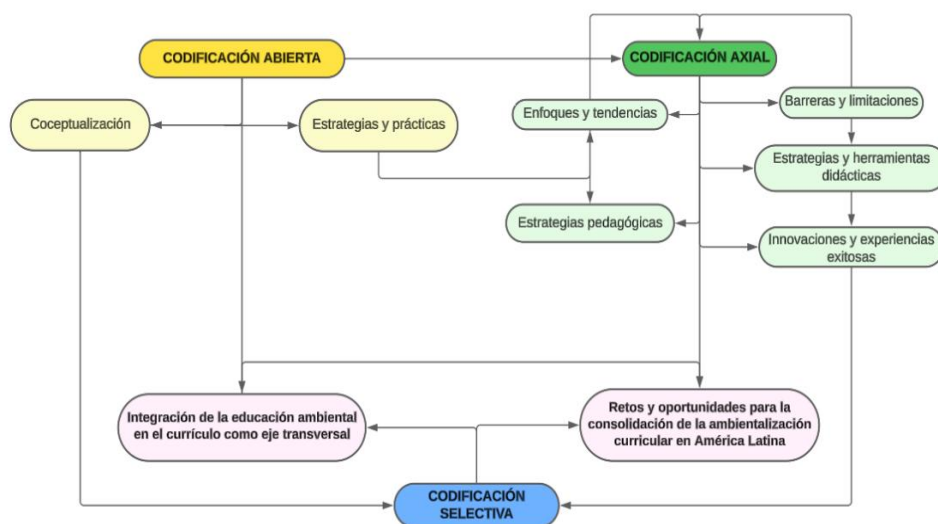 CODIFICACIÓN ABIERTA
CODIFICACIÓN AXIAL
Coceptualización
Estrategias y prácticas
Enfoques y tendencias
Barreras y limitaciones
Estrategias y herramientas
didácticas
Estrategias pedagógicas
Innovaciones y experiencias
exitosas
Integración de la educación ambiental
en el currículo como eje transversal
Retos y oportunidades para la
consolidación de la ambientalización
curricular en América Latina
CODIFICACIÓN
SELECTIVA